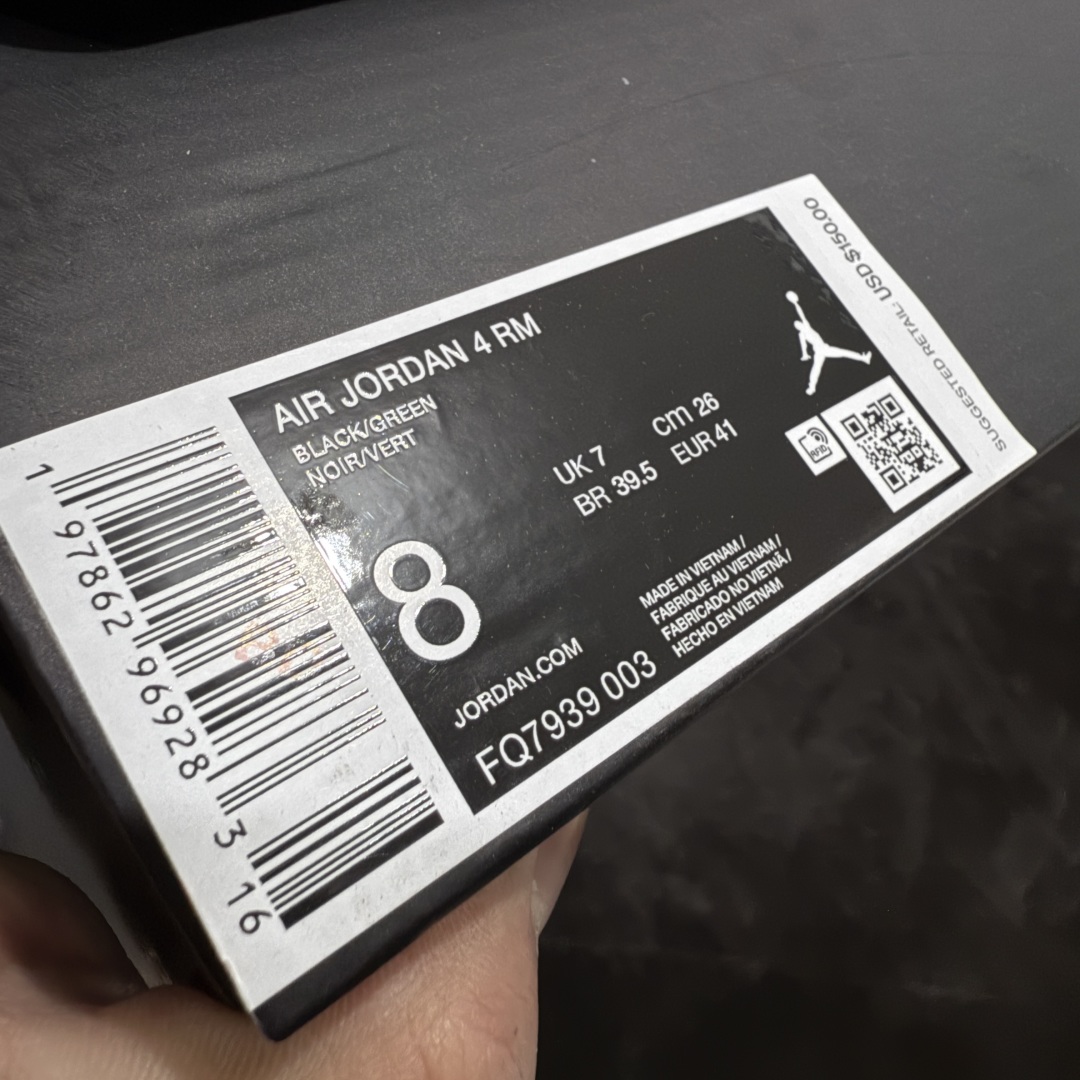 AIR JORDAN 4 RM
BLACK/GREEN
NOIR/VERT
8
UK 7
cm 26
BR 39.5
EUR 41
JORDAN.COM
FQ7939 003
MADE IN VIETNAM /
FABRIQUE AU VIETNAM /
FABRICADO NO VIETNÃ /
HECHO EN VIETNAM
RFID
SUGGESTED RETAIL: USD $150.00
1 97862 96928 3 16